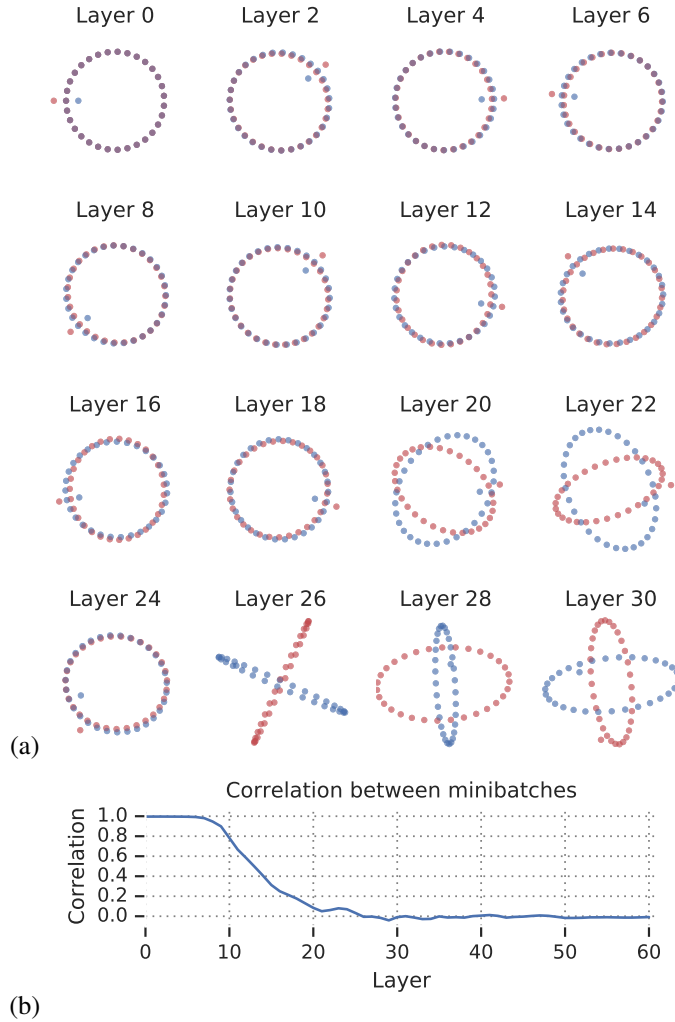 Layer 0 Layer 2 Layer 4 Layer 6
Layer 8 Layer 10 Layer 12 Layer 14
Layer 16 Layer 18 Layer 20 Layer 22
Layer 24 Layer 26 Layer 28 Layer 30
(a)
Correlation between minibatches
Correlation
1.0
0.8
0.6
0.4
0.2
0.0
0 10 20 30 40 50 60
Layer
(b)